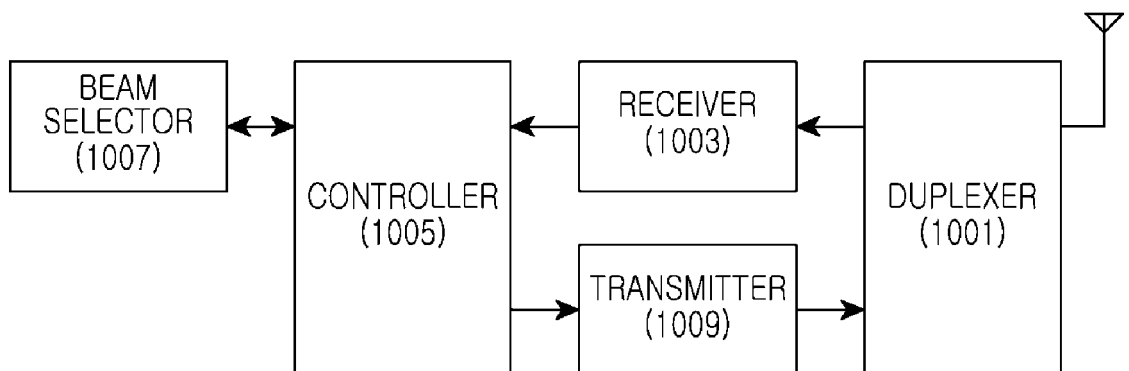 BEAM
SELECTOR
(1007)
CONTROLLER
(1005)
RECEIVER
(1003)
TRANSMITTER
(1009)
DUPLEXER
(1001)